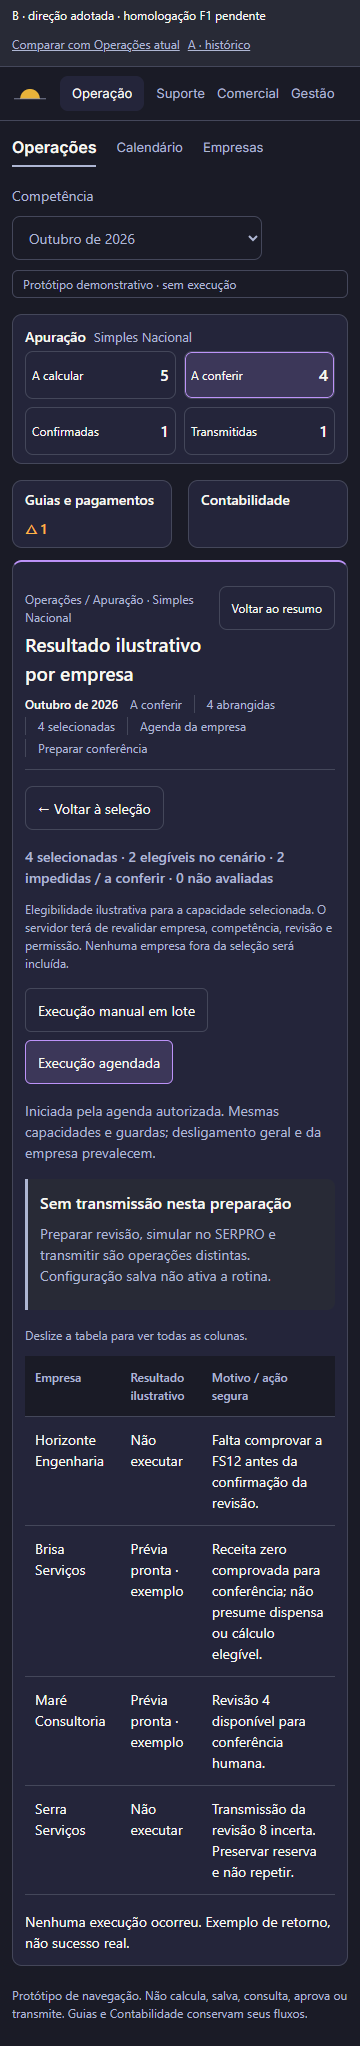 B · direção adotada · homologação F1 pendente
Comparar com Operações atual A · histórico
Operação Suporte Comercial Gestão
Operações Calendário Empresas
Competência
Outubro de 2026
Protótipo demonstrativo · sem execução
Apuração Simples Nacional
A calcular 5
A conferir 4
Confirmadas 1
Transmitidas 1
Guias e pagamentos
△ 1
Contabilidade
Operações / Apuração · Simples
Nacional
Voltar ao resumo
Resultado ilustrativo
por empresa
Outubro de 2026 A conferir 4 abrangidas
4 selecionadas Agenda da empresa
Preparar conferência
← Voltar à seleção
4 selecionadas · 2 elegíveis no cenário · 2
impedidas / a conferir · 0 não avaliadas
Elegibilidade ilustrativa para a capacidade selecionada. O
servidor terá de revalidar empresa, competência, revisão e
permissão. Nenhuma empresa fora da seleção será
incluída.
Execução manual em lote
Execução agendada
Iniciada pela agenda autorizada. Mesmas
capacidades e guardas; desligamento geral e da
empresa prevalecem.
Sem transmissão nesta preparação
Preparar revisão, simular no SERPRO e
transmitir são operações distintas.
Configuração salva não ativa a rotina.
Deslize a tabela para ver todas as colunas.
Empresa
Resultado
ilustrativo
Motivo / ação
segura
Horizonte
Engenharia
Não
executar
Falta comprovar a
FS12 antes da
confirmação da
revisão.
Brisa
Serviços
Prévia
pronta ·
exemplo
Receita zero
comprovada para
conferência; não
presume dispensa
ou cálculo
elegível.
Maré
Consultoria
Prévia
pronta ·
exemplo
Revisão 4
disponível para
conferência
humana.
Serra
Serviços
Não
executar
Transmissão da
revisão 8 incerta.
Preservar reserva
e não repetir.
Nenhuma execução ocorreu. Exemplo de retorno,
não sucesso real.
Protótipo de navegação. Não calcula, salva, consulta, aprova ou
transmite. Guias e Contabilidade conservam seus fluxos.